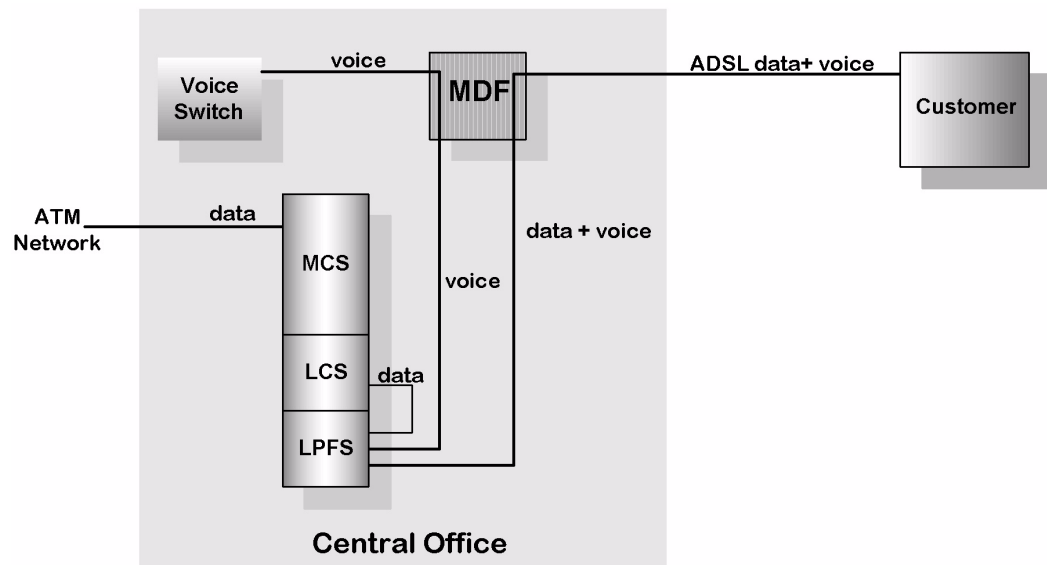 voice
ADSL data+ voice
Voice
Switch
MDF
Customer
ATM
Network
data
data + voice
MCS
voice
LCS
data
LPFS
Central Office